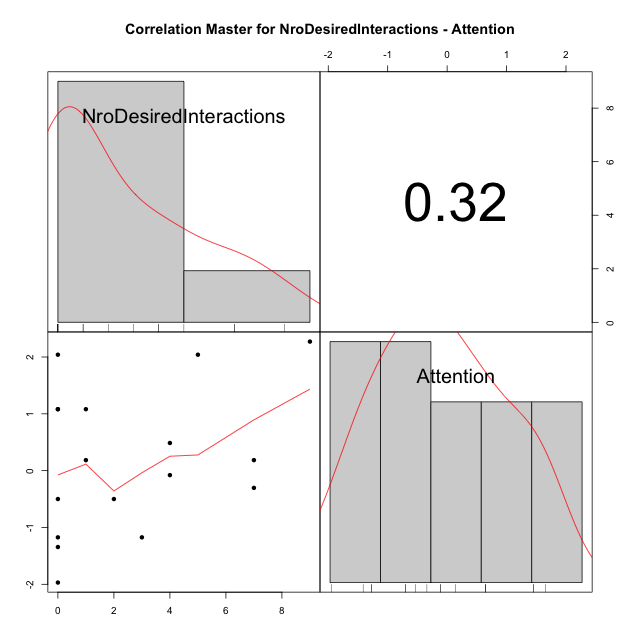 Correlation Master for NroDesiredInteractions - Attention
-2 -1 0 1 2
NroDesiredInteractions
0.32
8
6
4
2
0
Attention
2
1
0
-1
-2
0 2 4 6 8